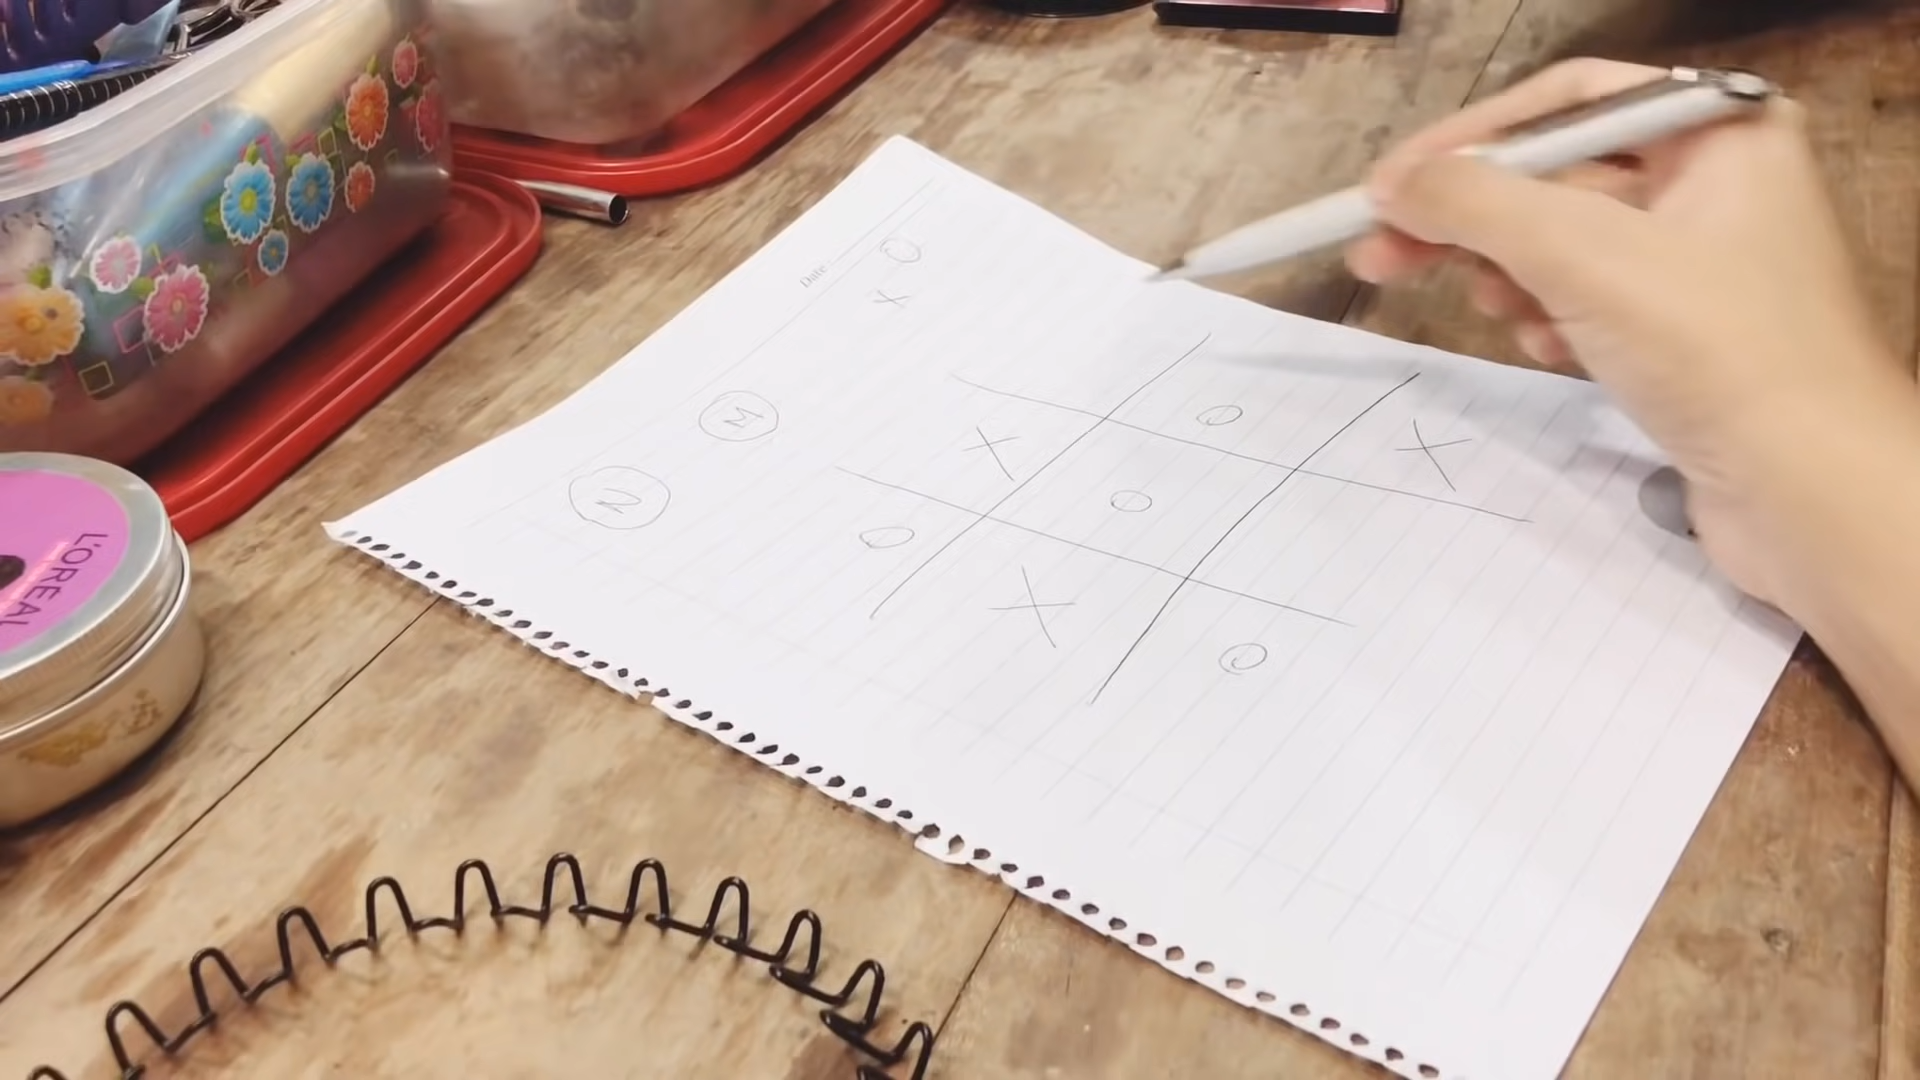 L'OREAL
Date
O
X
M
N
O X
X O
O X O